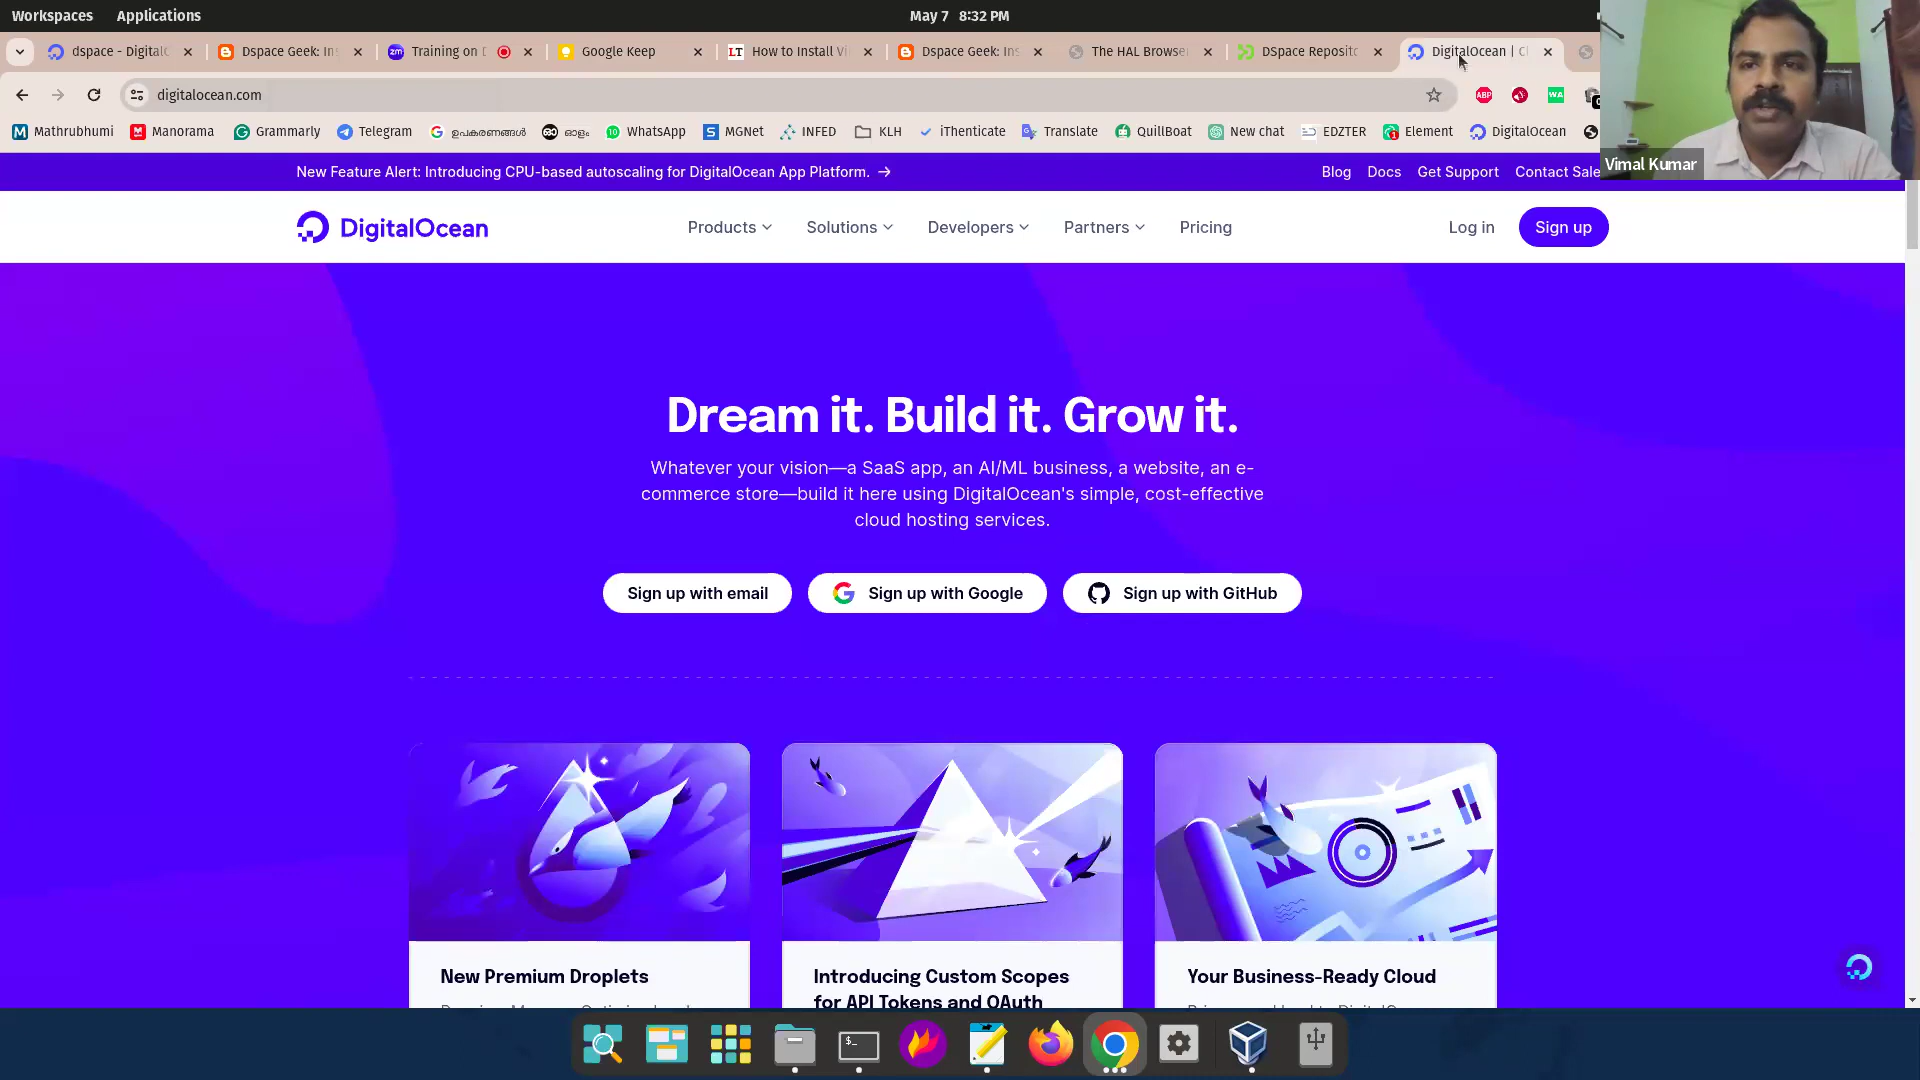 Workspaces Applications May 7 8:32 PM
dspace - Digital Dspace Geek: Ins Training on D Google Keep How to Install Vi Dspace Geek: Ins The HAL Browse DSpace Reposito DigitalOcean | Cl
digitalocean.com
Mathrubhumi Manorama Grammarly Telegram ഉപകരണങ്ങൾ ഓളം WhatsApp MGNet INFED KLH iThenticate Translate QuillBoat New chat EDZTER Element DigitalOcean
Vimal Kumar
New Feature Alert: Introducing CPU-based autoscaling for DigitalOcean App Platform. → Blog Docs Get Support Contact Sale
DigitalOcean Products Solutions Developers Partners Pricing Log in Sign up
Dream it. Build it. Grow it.
Whatever your vision—a SaaS app, an AI/ML business, a website, an e-
commerce store—build it here using DigitalOcean's simple, cost-effective
cloud hosting services.
Sign up with email Sign up with Google Sign up with GitHub
New Premium Droplets
Introducing Custom Scopes
for API Tokens and OAuth
Your Business-Ready Cloud